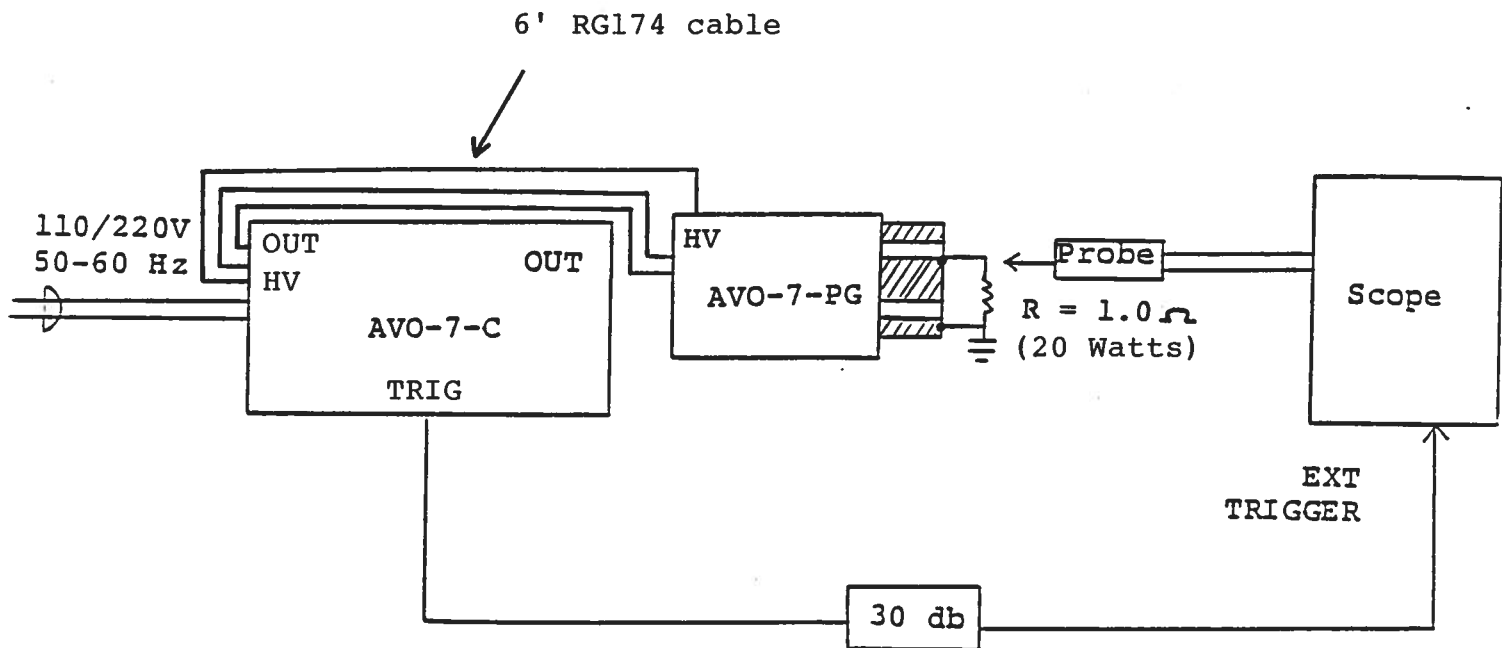 6' RG174 cable
110/220V
50-60 Hz
OUT
HV
OUT
AVO-7-C
TRIG
HV
AVO-7-PG
Probe
R = 1.0 Ω
(20 Watts)
Scope
EXT
TRIGGER
30 db